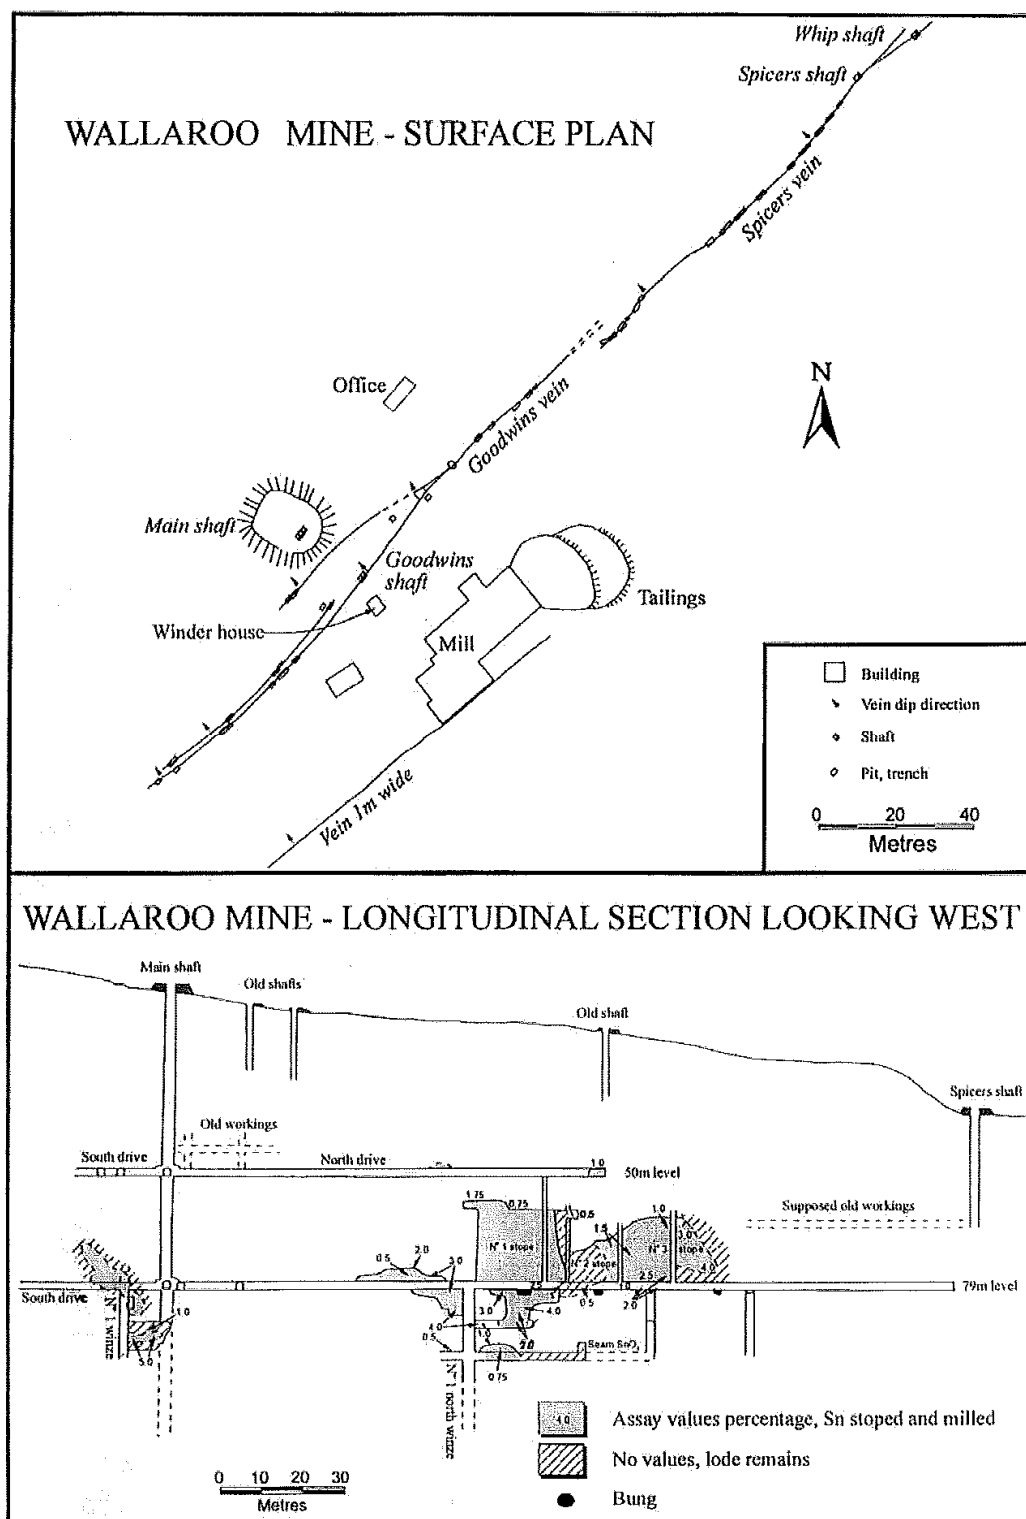 Whip shaft
Spicers shaft
WALLAROO MINE - SURFACE PLAN
Spicers vein
Office
N
Goodwins vein
Main shaft
Goodwins
shaft
Tailings
Winder house
Mill
Building
Vein dip direction
Shaft
Pit, trench
Vein 1m wide
0 20 40
Metres
WALLAROO MINE - LONGITUDINAL SECTION LOOKING WEST
Main shaft
Old shafts
Old shaft
Spicers shaft
Old workings
South drive
North drive
1.0
50m level
Supposed old workings
1.75
0.75
0.5
1.0
1.5
3.0
N° 1 stope
N° 2 stope
N° 3 stope
4.0
2.0
0.5
3.0
2.5
South drive
79m level
1.0
3.0
4.0
0.5
2.0
4.0
1.0
0.5
2.0
Seam SnO2
5.0
0.75
N° 1 winze
N° 1 north winze
4.0 Assay values percentage, Sn stoped and milled
No values, lode remains
Bung
0 10 20 30
Metres